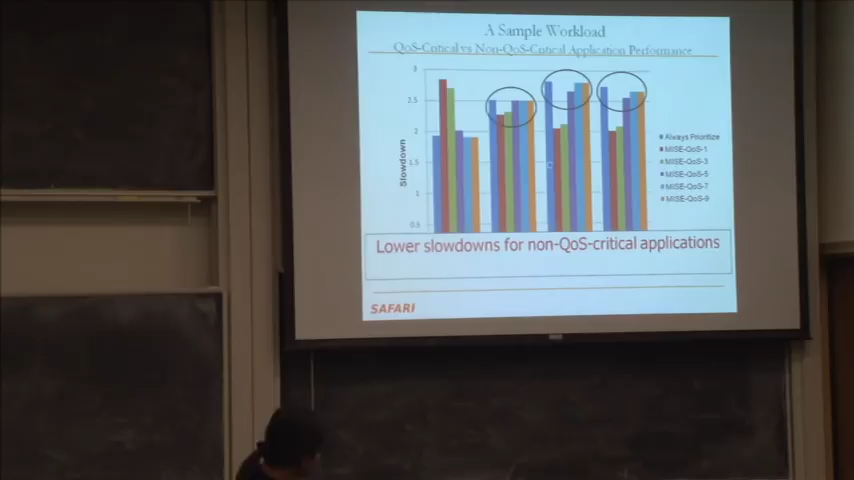 A Sample Workload
QoS-Critical vs Non-QoS-Critical Application Performance
3
2.5
2
1.5
1
0.5
Slowdown
Always Prioritize
MISE-QoS-1
MISE-QoS-3
MISE-QoS-5
MISE-QoS-7
MISE-QoS-9
Lower slowdowns for non-QoS-critical applications
SAFARI